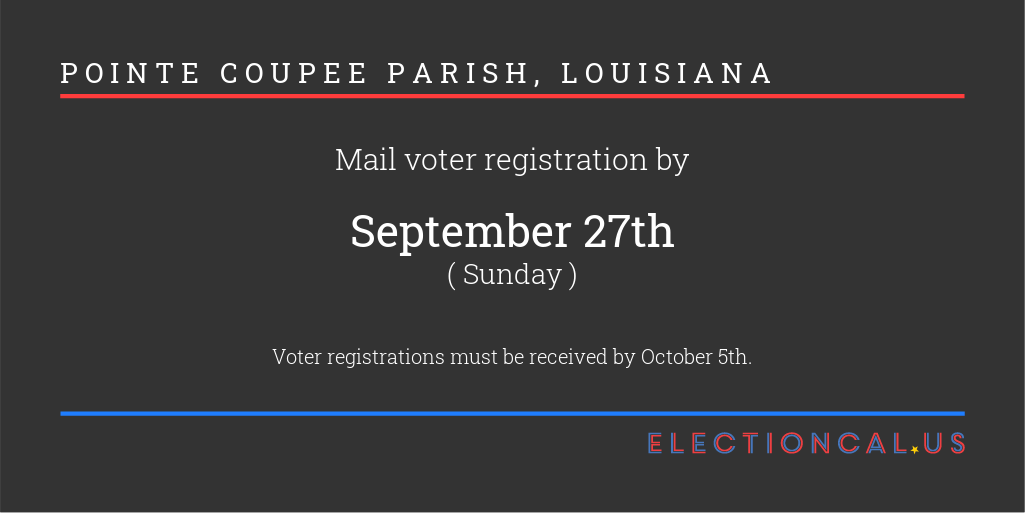 POINTE COUPEE PARISH, LOUISIANA
Mail voter registration by
September 27th
( Sunday )
Voter registrations must be received by October 5th.
ELECTIONCAL.US